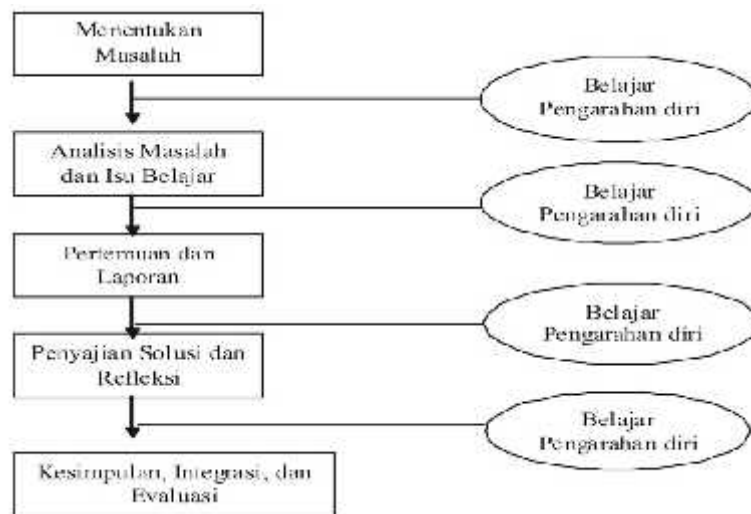 Menentukan
Masalah
Belajar
Pengarahan diri
Analisis Masalah
dan Isu Belajar
Belajar
Pengarahan diri
Pertemuan dan
Laporan
Belajar
Pengarahan diri
Penyajian Solusi dan
Refleksi
Belajar
Pengarahan diri
Kesimpulan, Integrasi, dan
Evaluasi